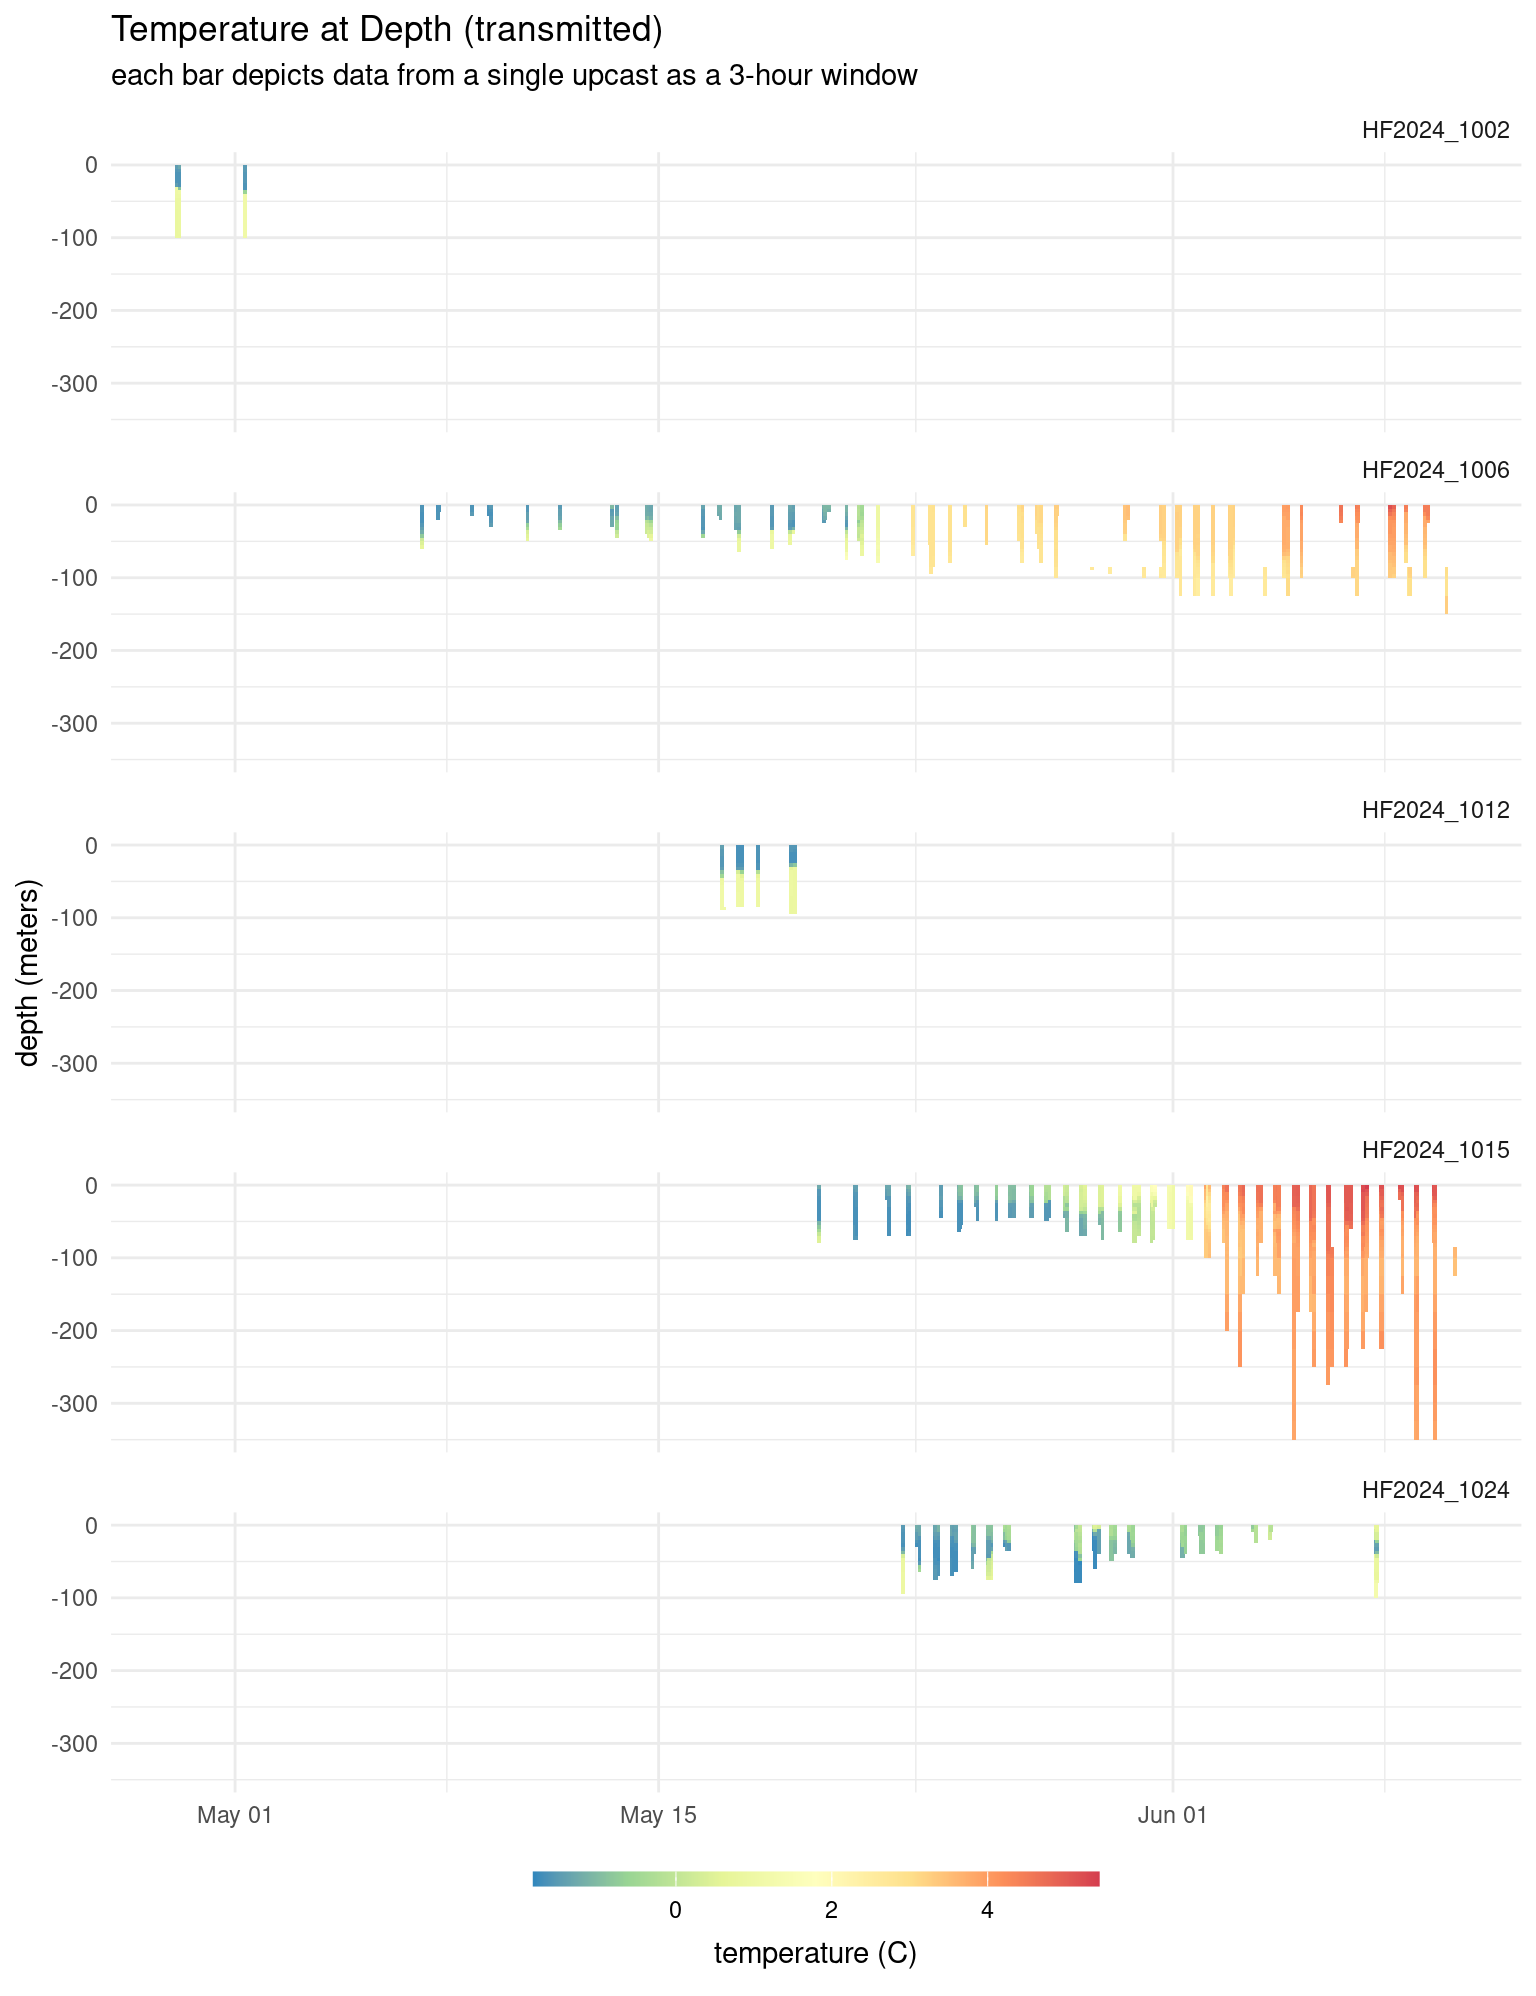 Temperature at Depth (transmitted)
each bar depicts data from a single upcast as a 3-hour window
HF2024_1002
0
-100
-200
-300
HF2024_1006
0
-100
-200
-300
HF2024_1012
0
-100
-200
-300
depth (meters)
HF2024_1015
0
-100
-200
-300
HF2024_1024
0
-100
-200
-300
May 01 May 15 Jun 01
0 2 4
temperature (C)